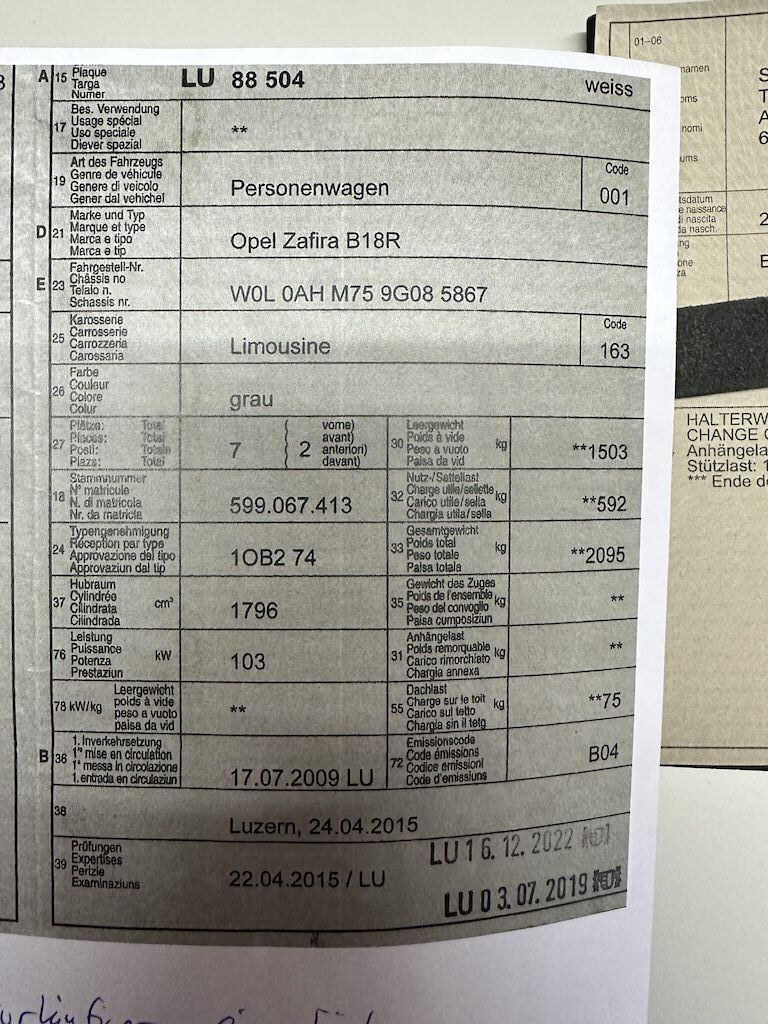 A 15 Plaque
Targa
Numer
LU 88 504
weiss
17 Bes. Verwendung
Usage spécial
Uso speciale
Diever spezial
**
19 Art des Fahrzeugs
Genre de véhicule
Genere di veicolo
Gener dal vehichel
Personenwagen
Code
001
D 21 Marke und Typ
Marque et type
Marca e tipo
Marca e tip
Opel Zafira B18R
E 23 Fahrgestell-Nr.
Châssis no
Telaio n.
Schassis nr.
W0L 0AH M75 9G08 5867
25 Karosserie
Carrosserie
Carrozzeria
Carossaria
Limousine
Code
163
26 Farbe
Couleur
Colore
Colur
grau
27 Plätze: Total
Places: Total
Posti: Totale
Plazs: Total
7
2
vorne)
avant)
anteriori)
davant)
30 Leergewicht
Poids à vide
Peso a vuoto
Paisa da vid
kg
**1503
18 Stammnummer
N° matricule
N. di matricola
Nr. da matricla
599.067.413
32 Nutz-/Sattellast
Charge utile/sellette
Carico utile/sella
Chargia utila/sella
kg
**592
24 Typengenehmigung
Réception par type
Approvazione del tipo
Approvaziun dal tip
1OB2 74
33 Gesamtgewicht
Poids total
Peso totale
Paisa totala
kg
**2095
37 Hubraum
Cylindrée
Cilindrata
Cilindrada
cm³
1796
35 Gewicht des Zuges
Poids de l'ensemble
Peso del convoglio
Paisa cumposiziun
kg
**
76 Leistung
Puissance
Potenza
Prestaziun
kW
103
31 Anhängelast
Poids remorquable
Carico rimorchiato
Chargia annexa
kg
**
78 kW/kg Leergewicht
poids à vide
peso a vuoto
paisa da vid
**
55 Dachlast
Charge sur le toit
Carico sul tetto
Chargia sin il tetg
kg
**75
B 36 1. Inverkehrsetzung
1re mise en circulation
1a messa in circolazione
1. entrada en circulaziun
17.07.2009 LU
72 Emissionscode
Code émissions
Codice emissioni
Code d'emissiuns
B04
38
Luzern, 24.04.2015
39 Prüfungen
Expertises
Perizie
Examinaziuns
22.04.2015 / LU
LU 16.12.2022
LU 03.07.2019
01–06
HALTERW
CHANGE
Anhängela
Stützlast: 1
*** Ende de